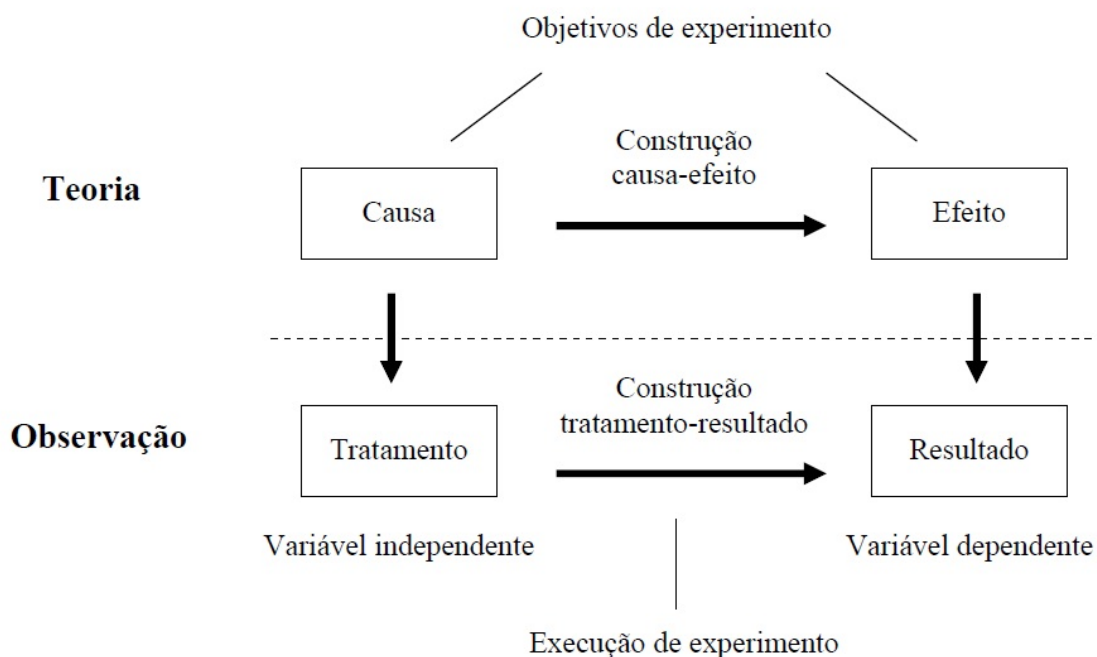 Objetivos de experimento
Construção
causa-efeito
Teoria
Causa
Efeito
Construção
tratamento-resultado
Observação
Tratamento
Resultado
Variável independente
Variável dependente
Execução de experimento